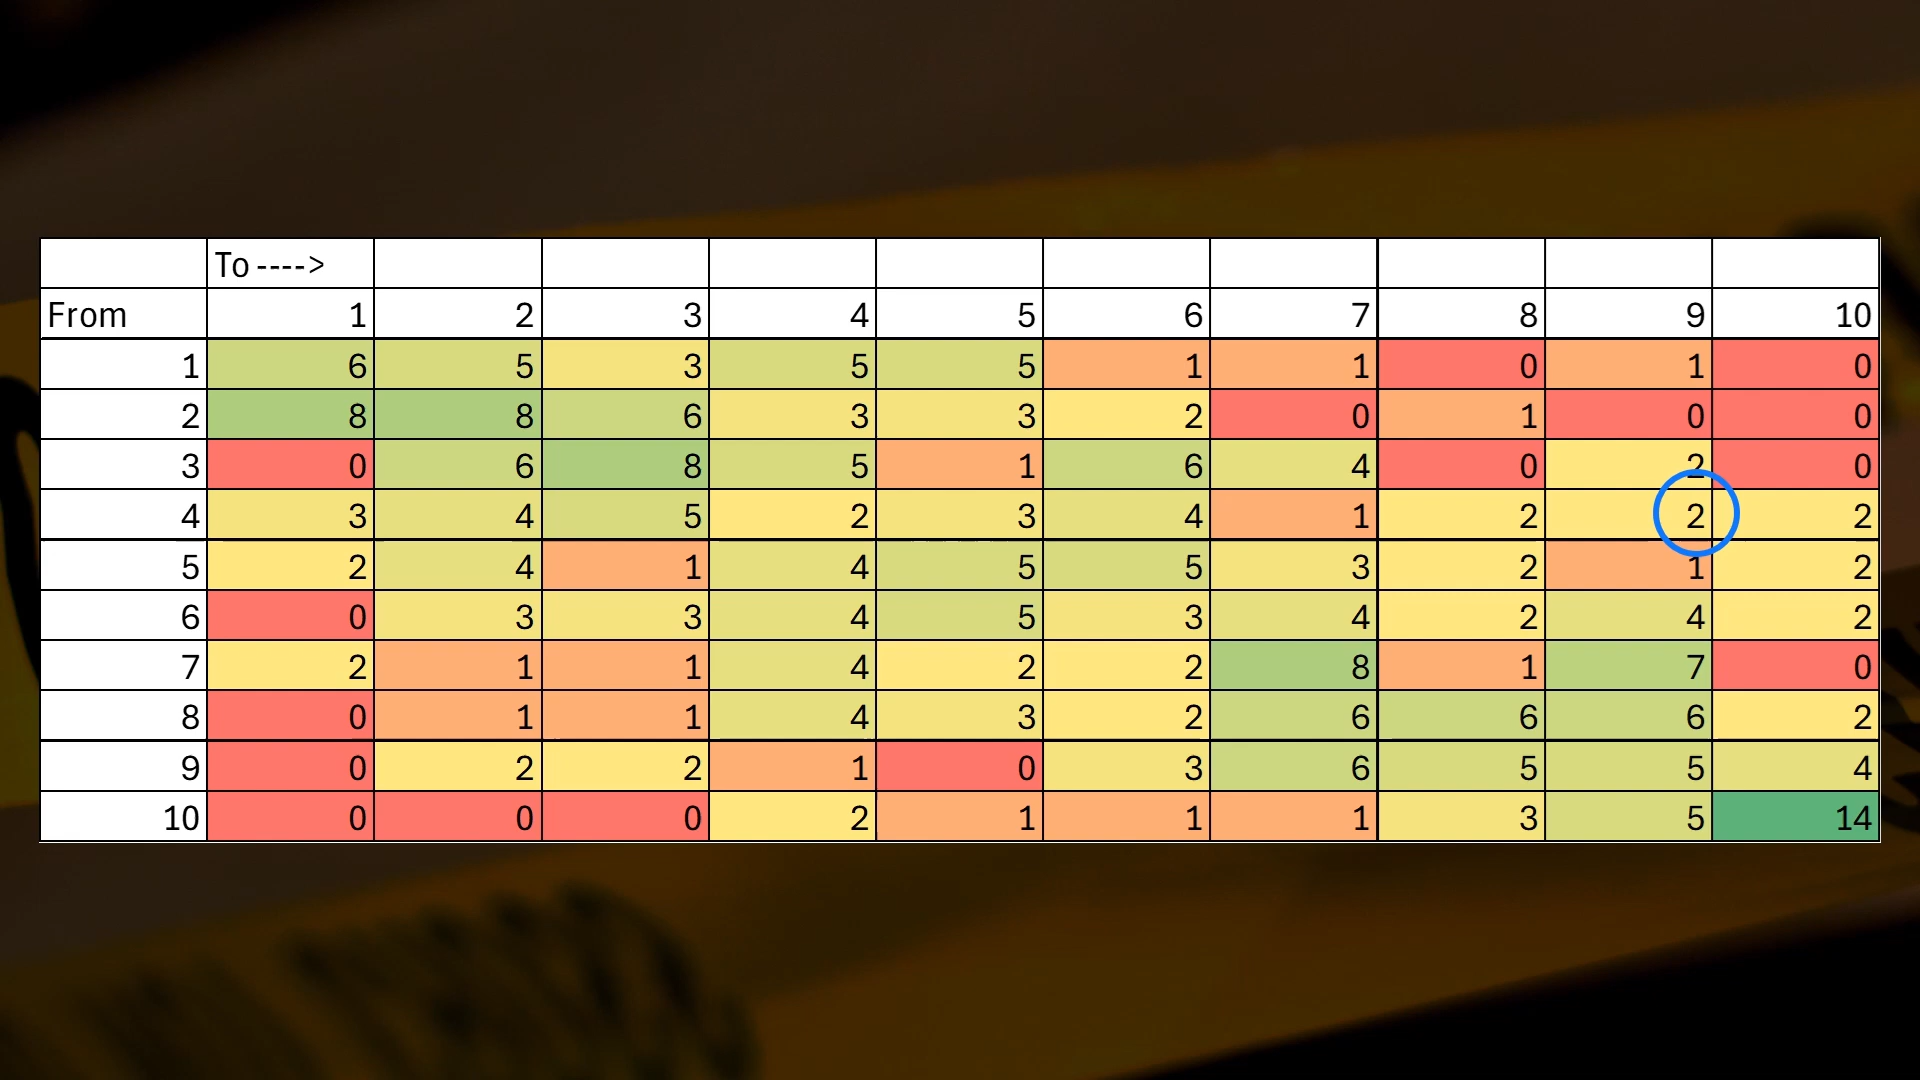 To ---->
From 1 2 3 4 5 6 7 8 9 10
1 6 5 3 5 5 1 1 0 1 0
2 8 8 6 3 3 2 0 1 0 0
3 0 6 8 5 1 6 4 0 2 0
4 3 4 5 2 3 4 1 2 2 2
5 2 4 1 4 5 5 3 2 1 2
6 0 3 3 4 5 3 4 2 4 2
7 2 1 1 4 2 2 8 1 7 0
8 0 1 1 4 3 2 6 6 6 2
9 0 2 2 1 0 3 6 5 5 4
10 0 0 0 2 1 1 1 3 5 14